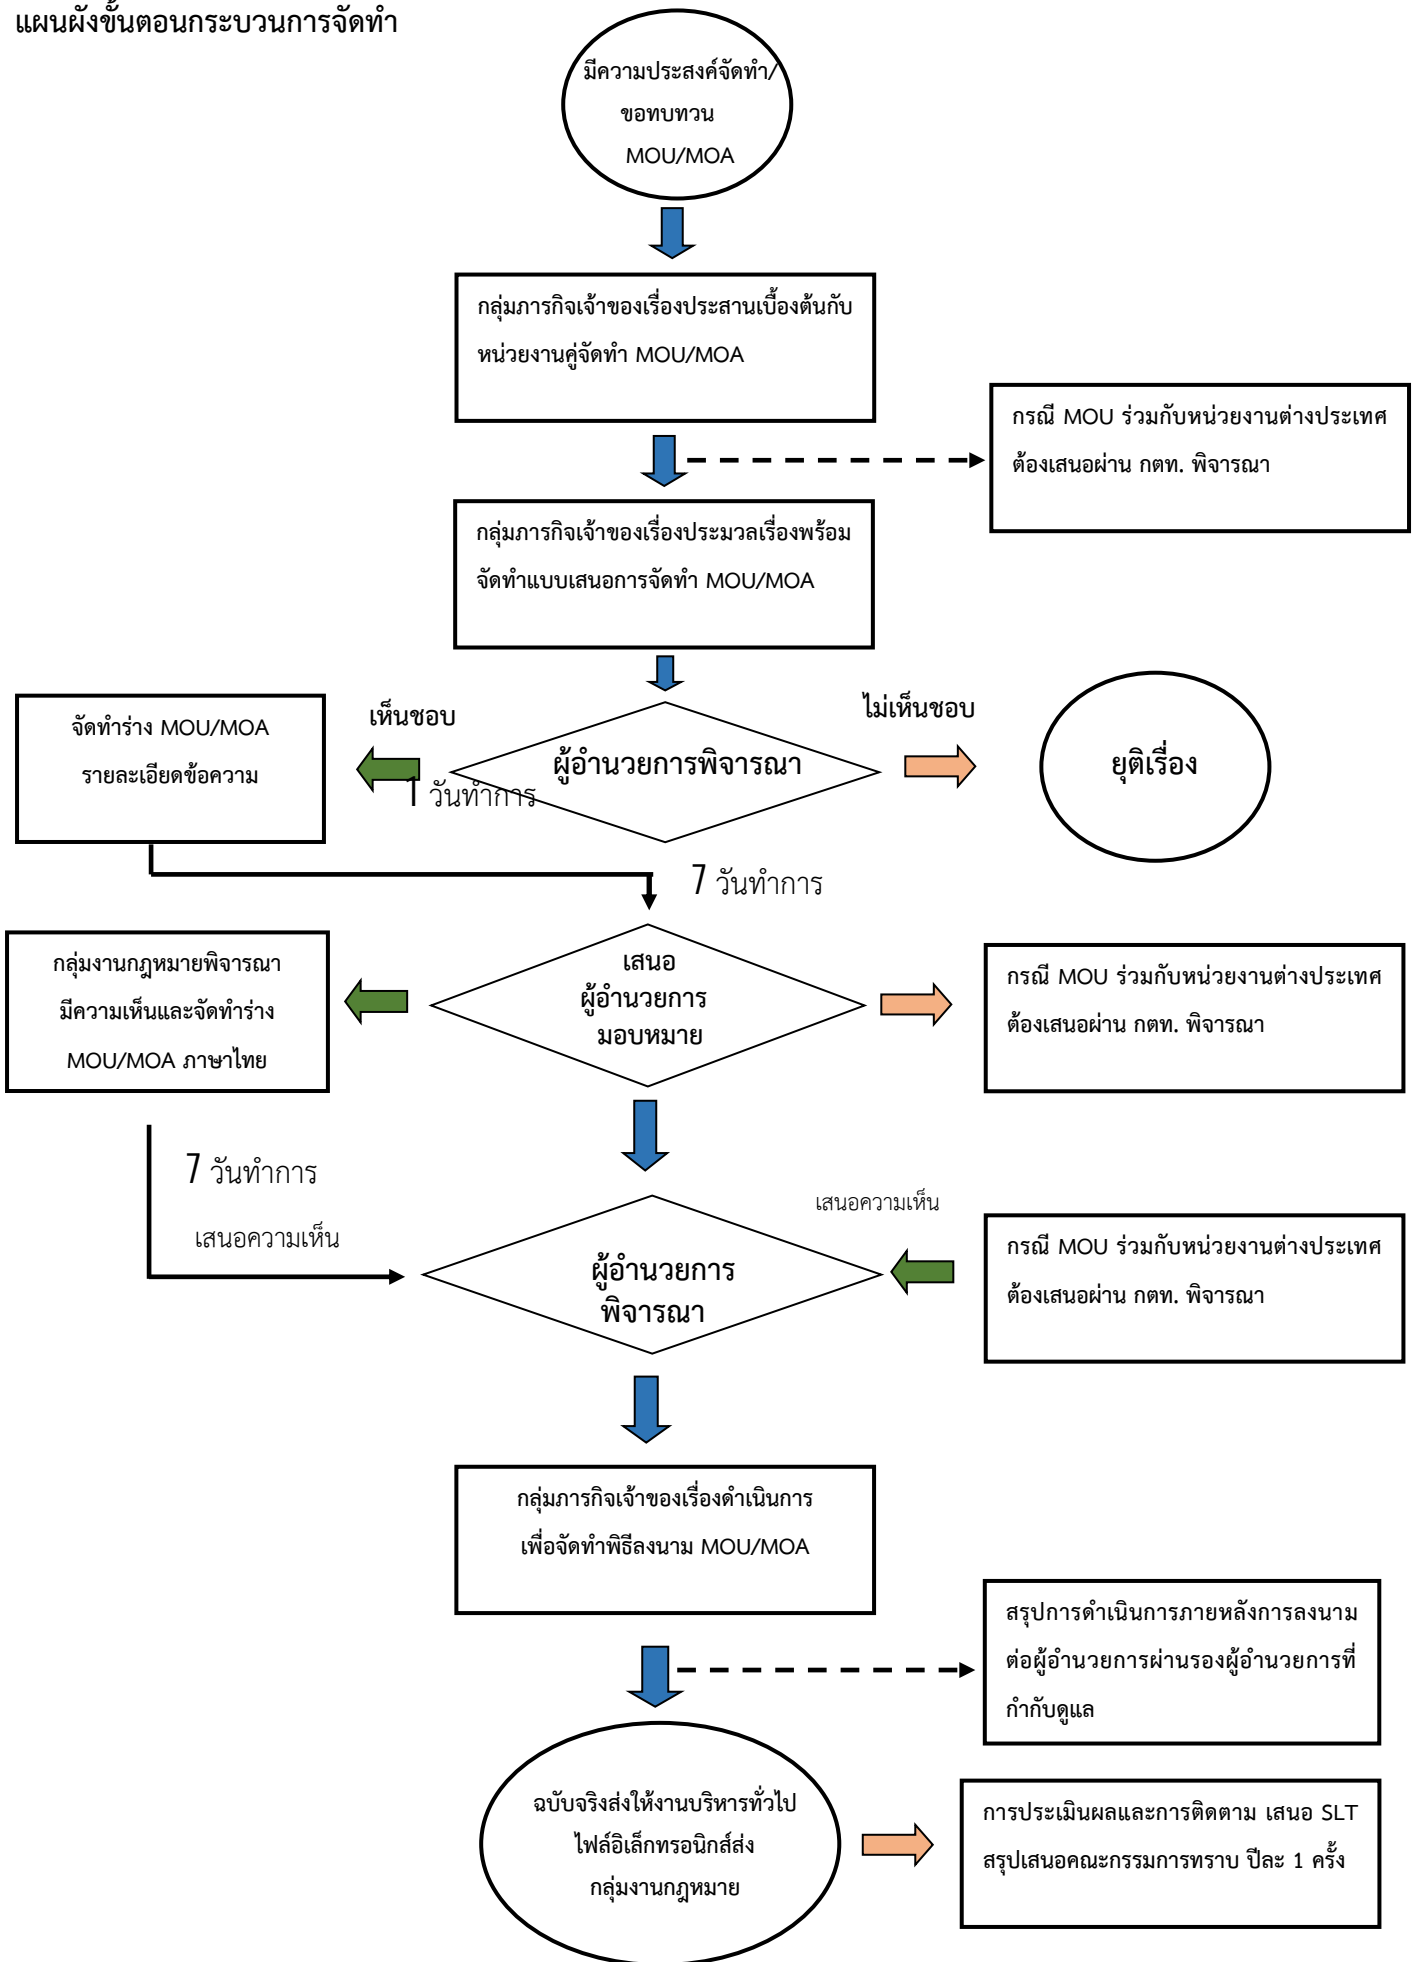 แผนผังขั้นตอนกระบวนการจัดทำ
มีความประสงค์จัดทำ/
ขอทบทวน
MOU/MOA
กลุ่มภารกิจเจ้าของเรื่องประสานเบื้องต้นกับ
หน่วยงานคู่จัดทำ MOU/MOA
กรณี MOU ร่วมกับหน่วยงานต่างประเทศ
ต้องเสนอผ่าน กตท. พิจารณา
กลุ่มภารกิจเจ้าของเรื่องประมวลเรื่องพร้อม
จัดทำแบบเสนอการจัดทำ MOU/MOA
จัดทำร่าง MOU/MOA
รายละเอียดข้อความ
เห็นชอบ
1 วันทำการ
ผู้อำนวยการพิจารณา
ไม่เห็นชอบ
ยุติเรื่อง
7 วันทำการ
กลุ่มงานกฎหมายพิจารณา
มีความเห็นและจัดทำร่าง
MOU/MOA ภาษาไทย
เสนอ
ผู้อำนวยการ
มอบหมาย
กรณี MOU ร่วมกับหน่วยงานต่างประเทศ
ต้องเสนอผ่าน กตท. พิจารณา
7 วันทำการ
เสนอความเห็น
ผู้อำนวยการ
พิจารณา
เสนอความเห็น
กรณี MOU ร่วมกับหน่วยงานต่างประเทศ
ต้องเสนอผ่าน กตท. พิจารณา
กลุ่มภารกิจเจ้าของเรื่องดำเนินการ
เพื่อจัดทำพิธีลงนาม MOU/MOA
สรุปการดำเนินการภายหลังการลงนาม
ต่อผู้อำนวยการผ่านรองผู้อำนวยการที่
กำกับดูแล
ฉบับจริงส่งให้งานบริหารทั่วไป
ไฟล์อิเล็กทรอนิกส์ส่ง
กลุ่มงานกฎหมาย
การประเมินผลและการติดตาม เสนอ SLT
สรุปเสนอคณะกรรมการทราบ ปีละ 1 ครั้ง